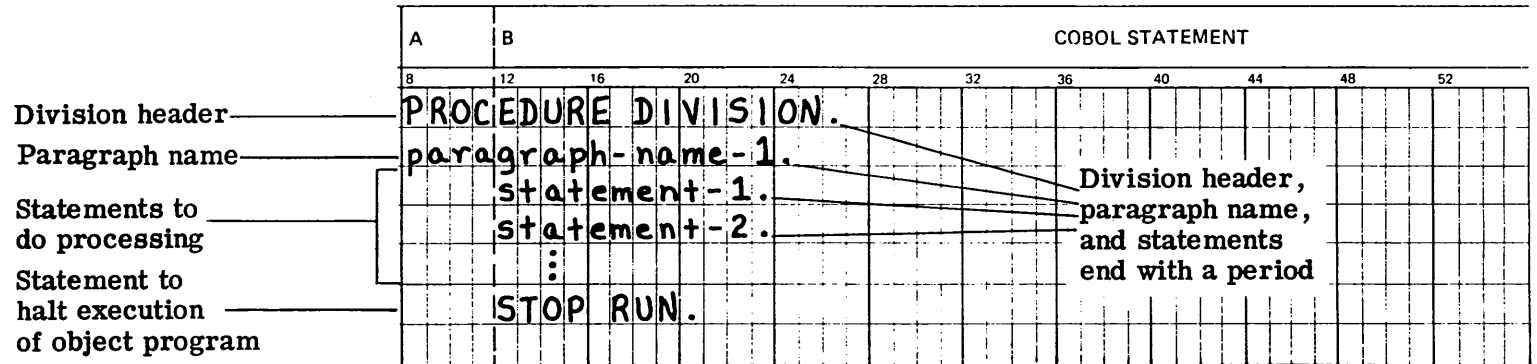 A B COBOL STATEMENT
8 12 16 20 24 28 32 36 40 44 48 52
Division header PROCEDURE DIVISION.
Paragraph name paragraph-name-1.
Statements to
do processing
statement-1.
statement-2.
⋮
Statement to
halt execution
of object program
STOP RUN.
Division header,
paragraph name,
and statements
end with a period